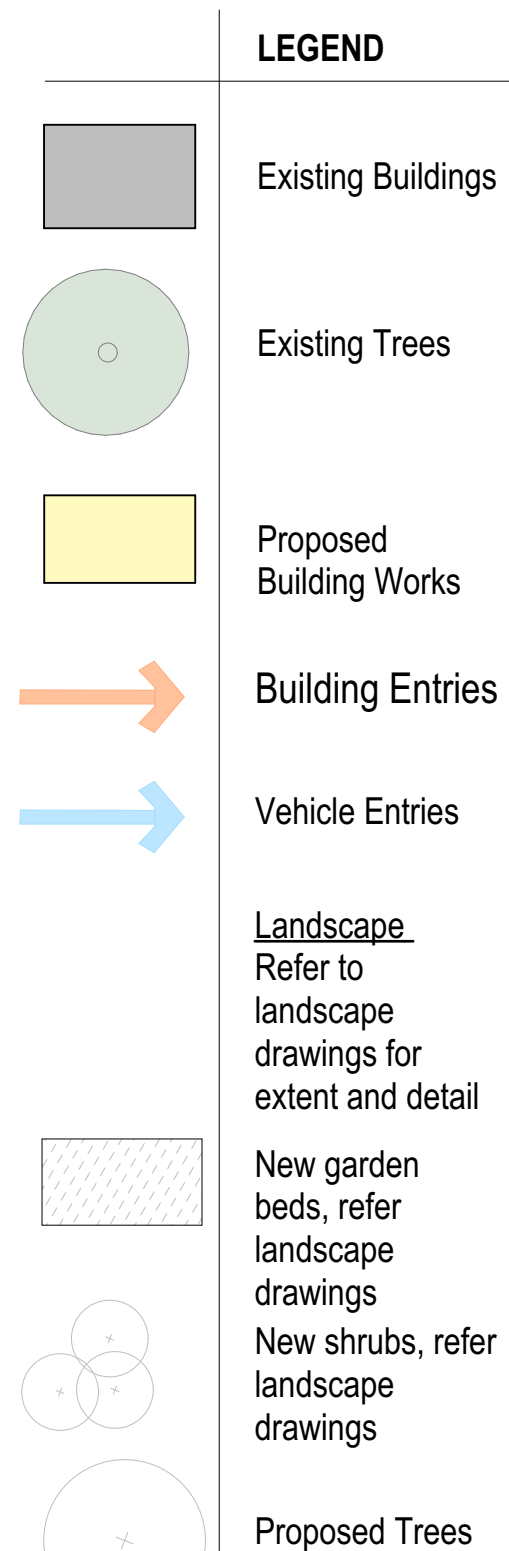 LEGEND
Existing Buildings
Existing Trees
Proposed
Building Works
Building Entries
Vehicle Entries
Landscape
Refer to
landscape
drawings for
extent and detail
New garden
beds, refer
landscape
drawings
New shrubs, refer
landscape
drawings
Proposed Trees